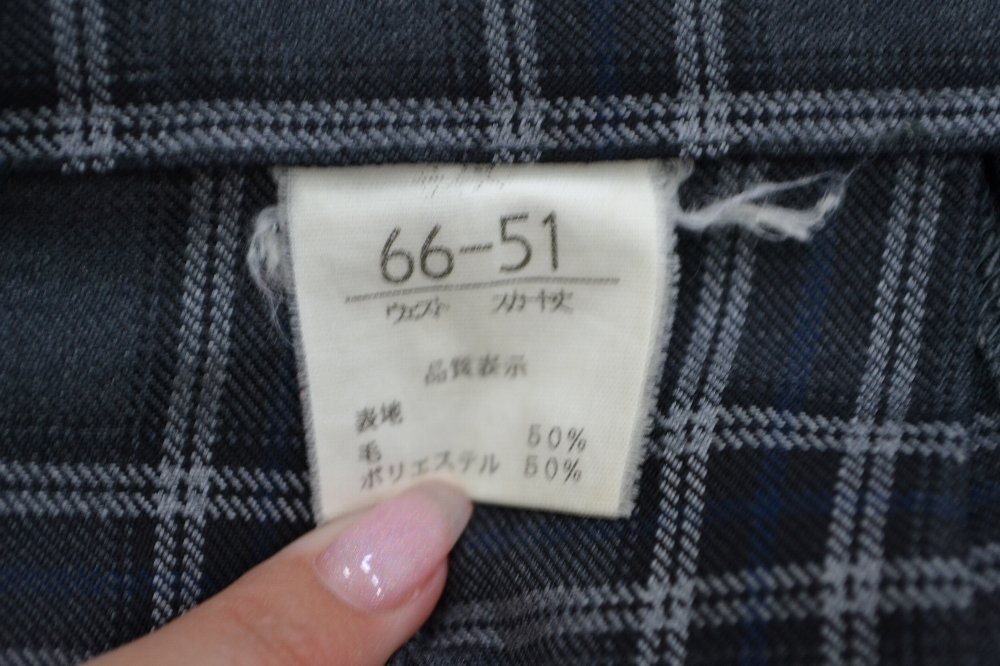 66-51
ウェスト スカート丈
品質表示
表地
毛 50%
ポリエステル 50%